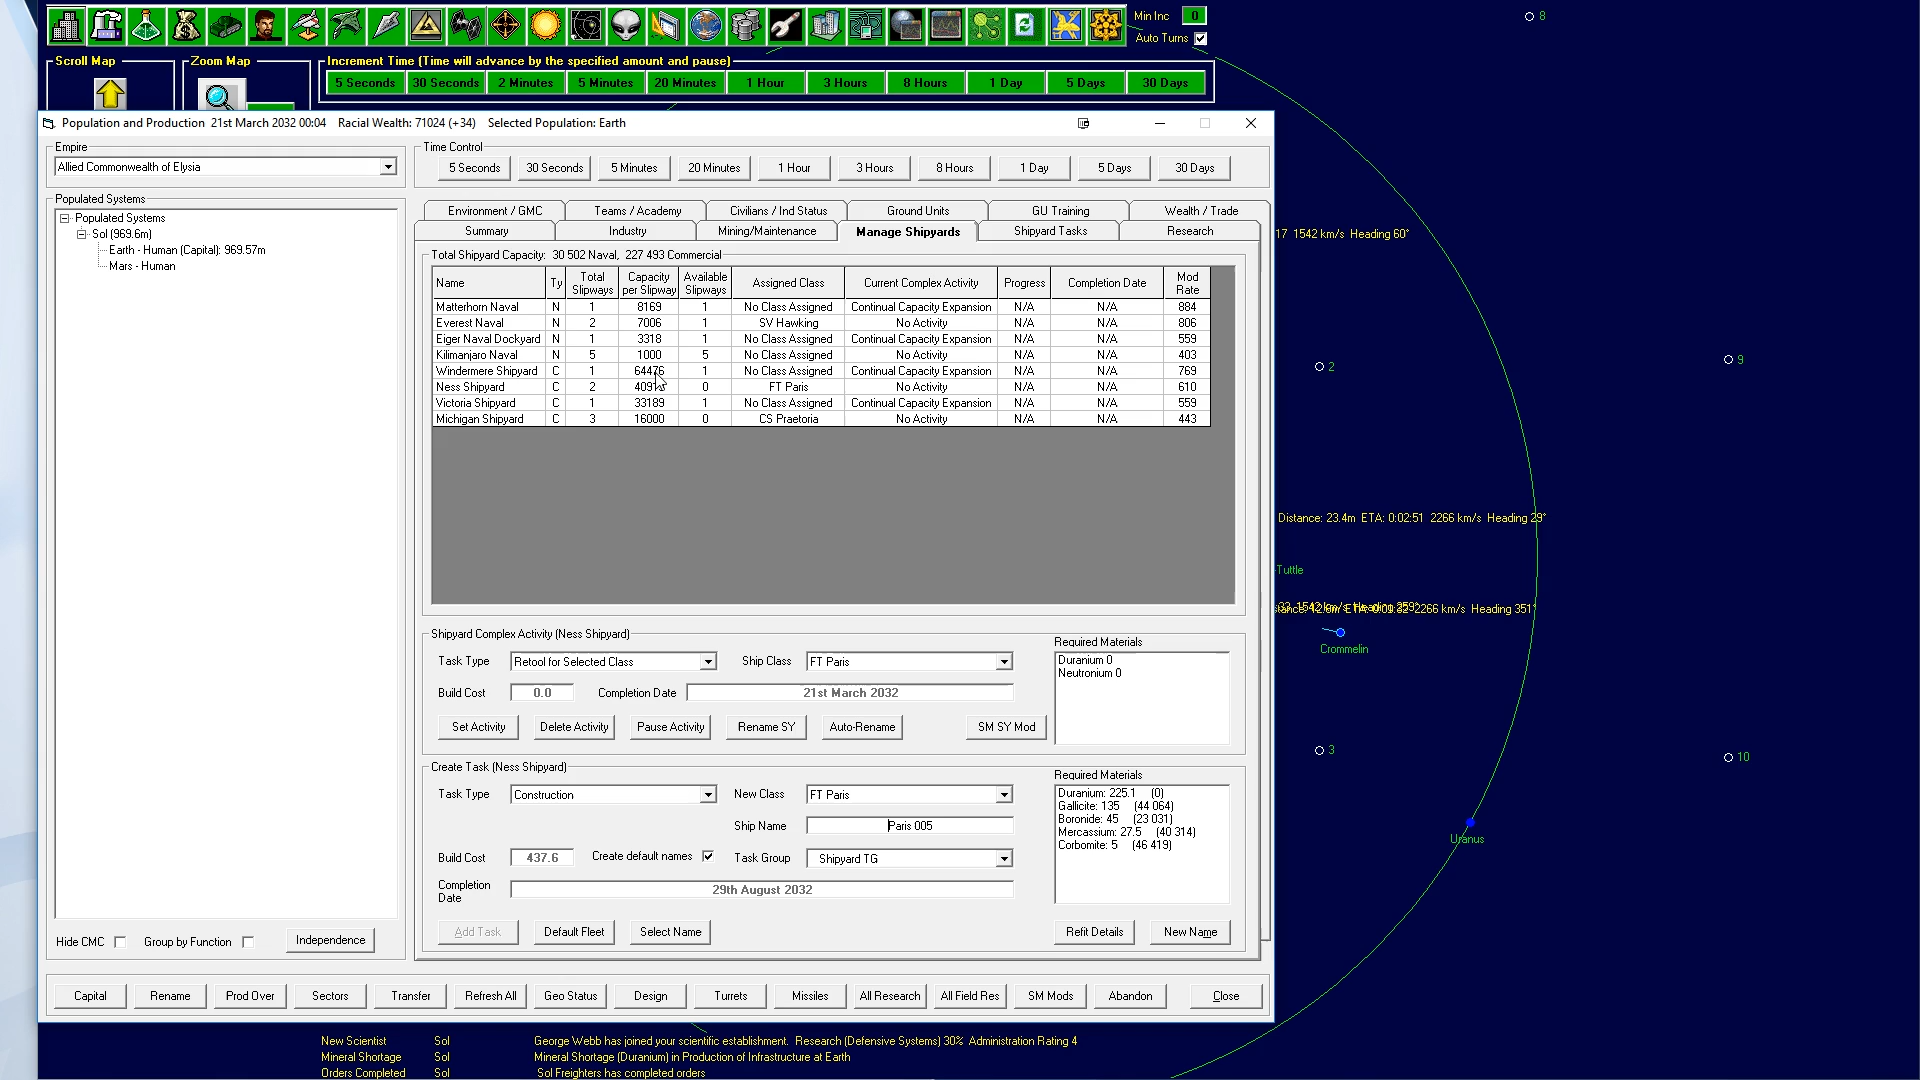 Min Inc 0
Auto Turns
8
Scroll Map
Zoom Map
Increment Time (Time will advance by the specified amount and pause)
5 Seconds 30 Seconds 2 Minutes 5 Minutes 20 Minutes 1 Hour 3 Hours 8 Hours 1 Day 5 Days 30 Days
Population and Production 21st March 2032 00:04 Racial Wealth: 71024 (+34) Selected Population: Earth
Empire
Allied Commonwealth of Elysia
Populated Systems
Populated Systems
Sol (969.6m)
Earth - Human (Capital): 969.57m
Mars - Human
Hide CMC
Group by Function
Independence
Time Control
5 Seconds 30 Seconds 5 Minutes 20 Minutes 1 Hour 3 Hours 8 Hours 1 Day 5 Days 30 Days
Environment / GMC Teams / Academy Civilians / Ind Status Ground Units GU Training Wealth / Trade
Summary Industry Mining/Maintenance Manage Shipyards Shipyard Tasks Research
Total Shipyard Capacity: 30 502 Naval, 227 493 Commercial
Name Ty Total Slipways Capacity per Slipway Available Slipways Assigned Class Current Complex Activity Progress Completion Date Mod Rate
Matterhorn Naval N 1 8169 1 No Class Assigned Continual Capacity Expansion N/A N/A 884
Everest Naval N 2 7006 1 SV Hawking No Activity N/A N/A 806
Eiger Naval Dockyard N 1 3318 1 No Class Assigned Continual Capacity Expansion N/A N/A 559
Kilimanjaro Naval N 5 1000 5 No Class Assigned No Activity N/A N/A 403
Windermere Shipyard C 1 64476 1 No Class Assigned Continual Capacity Expansion N/A N/A 769
Ness Shipyard C 2 0 FT Paris No Activity N/A N/A 610
Victoria Shipyard C 1 33189 1 No Class Assigned Continual Capacity Expansion N/A N/A 559
Michigan Shipyard C 3 16000 0 CS Praetoria No Activity N/A N/A 443
Shipyard Complex Activity (Ness Shipyard)
Task Type Retool for Selected Class Ship Class FT Paris
Build Cost 0.0 Completion Date 21st March 2032
Set Activity Delete Activity Pause Activity Rename SY Auto-Rename SM SY Mod
Required Materials
Duranium 0
Neutronium 0
Create Task (Ness Shipyard)
Task Type Construction New Class FT Paris
Ship Name Paris 005
Build Cost 437.6 Create default names Task Group Shipyard TG
Completion Date 29th August 2032
Add Task Default Fleet Select Name Refit Details New Name
Required Materials
Duranium: 225.1 (0)
Gallicite: 135 (44 064)
Boronide: 45 (23 031)
Mercassium: 27.5 (40 314)
Corbomite: 5 (46 419)
Capital Rename Prod Over Sectors Transfer Refresh All Geo Status Design Turrets Missiles All Research All Field Res SM Mods Abandon Close
17 1542 km/s Heading 60°
2
9
Distance: 23.4m ETA: 0:02:51 2266 km/s Heading 29°
-Tuttle
2266 km/s Heading 351°
Crommelin
3
10
Uranus
New Scientist Sol George Webb has joined your scientific establishment. Research (Defensive Systems) 30% Administration Rating 4
Mineral Shortage Sol Mineral Shortage (Duranium) in Production of Infrastructure at Earth
Orders Completed Sol Sol Freighters has completed orders